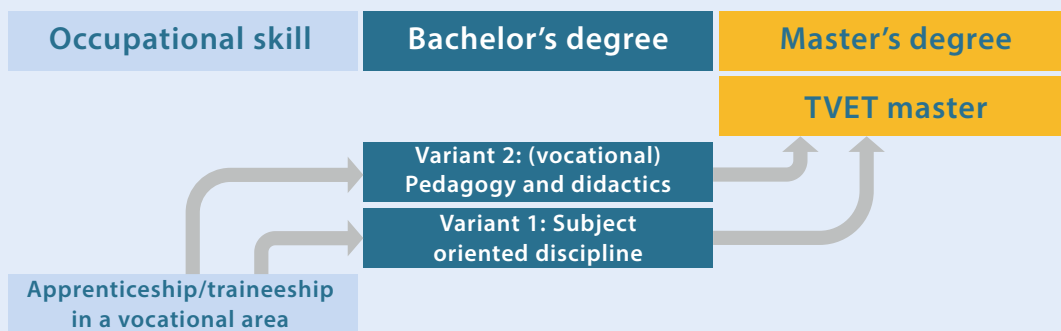 Occupational skill
Bachelor’s degree
Master’s degree
TVET master
Variant 2: (vocational)
Pedagogy and didactics
Variant 1: Subject
oriented discipline
Apprenticeship/traineeship
in a vocational area